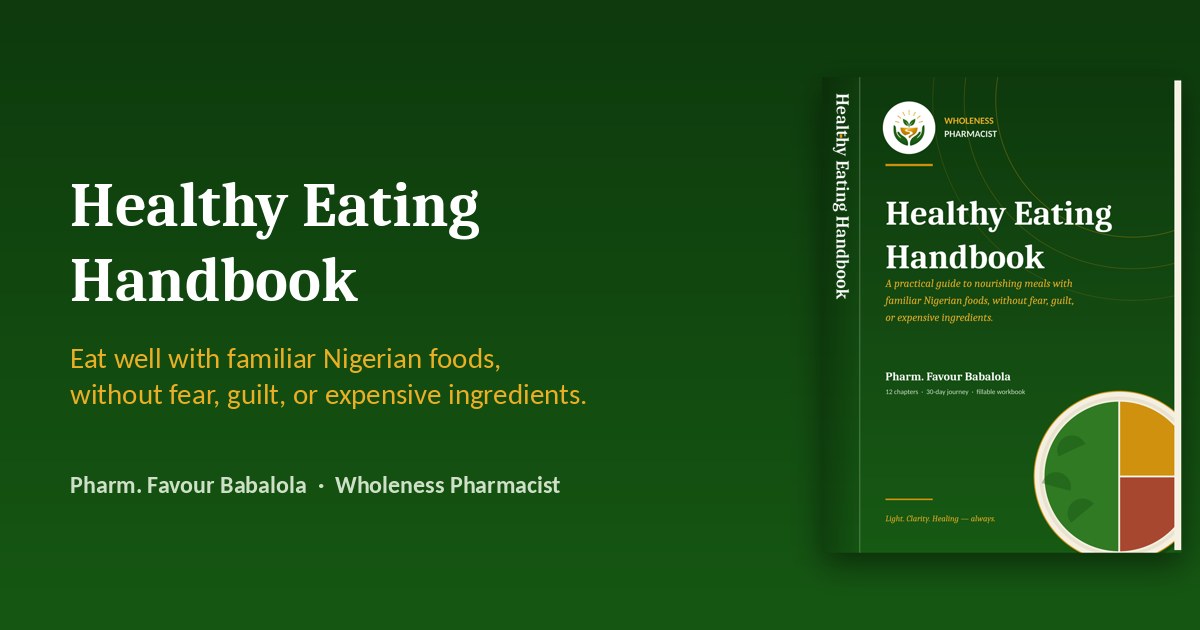 Healthy Eating
Handbook
Eat well with familiar Nigerian foods,
without fear, guilt, or expensive ingredients.
Pharm. Favour Babalola · Wholeness Pharmacist
Healthy Eating Handbook
WHOLENESS
PHARMACIST
Healthy Eating
Handbook
A practical guide to nourishing meals with
familiar Nigerian foods, without fear, guilt,
or expensive ingredients.
Pharm. Favour Babalola
12 chapters · 30-day journey · fillable workbook
Light. Clarity. Healing — always.